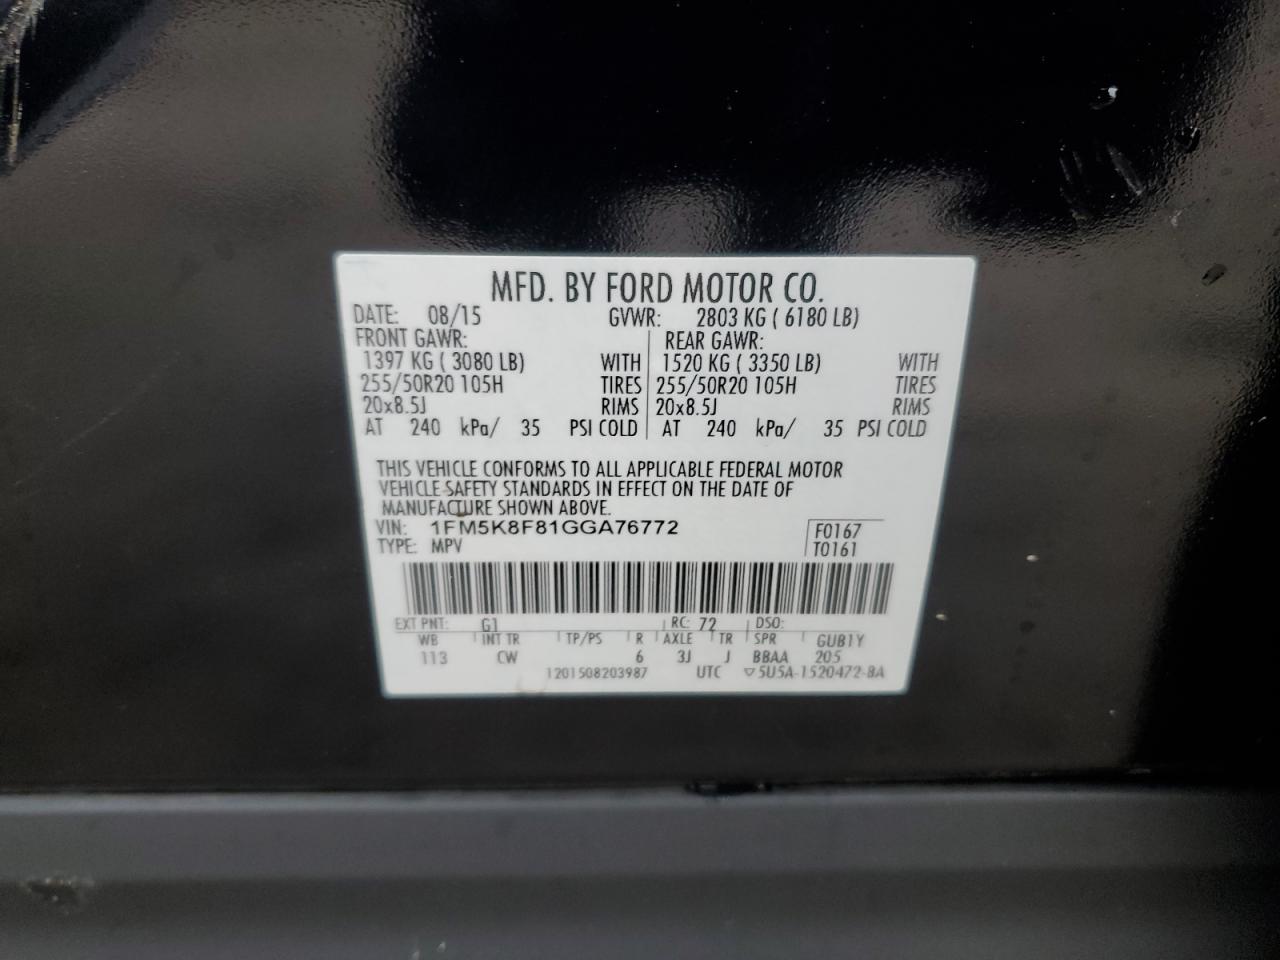 MFD. BY FORD MOTOR CO.
DATE: 08/15 GVWR: 2803 KG ( 6180 LB)
FRONT GAWR: REAR GAWR:
1397 KG ( 3080 LB) WITH 1520 KG ( 3350 LB) WITH
255/50R20 105H TIRES 255/50R20 105H TIRES
20x8.5J RIMS 20x8.5J RIMS
AT 240 kPa/ 35 PSI COLD AT 240 kPa/ 35 PSI COLD
THIS VEHICLE CONFORMS TO ALL APPLICABLE FEDERAL MOTOR
VEHICLE SAFETY STANDARDS IN EFFECT ON THE DATE OF
MANUFACTURE SHOWN ABOVE.
VIN: 1FM5K8F81GGA76772 F0167
TYPE: MPV T0161
EXT PNT: G1 RC: 72 DSO:
WB INT TR TP/PS R AXLE TR SPR GUB1Y
113 CW 6 3J J BBAA 205
1201508203987 UTC ▽5U5A-1520472-BA